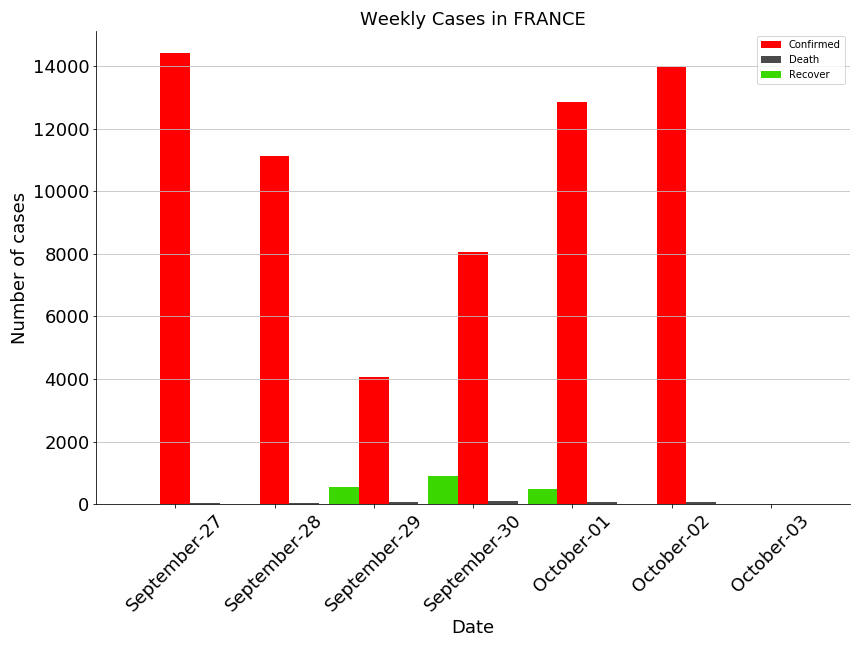 Weekly Cases in FRANCE
Confirmed
Death
Recover
Number of cases
14000
12000
10000
8000
6000
4000
2000
0
September-27
September-28
September-29
September-30
October-01
October-02
October-03
Date